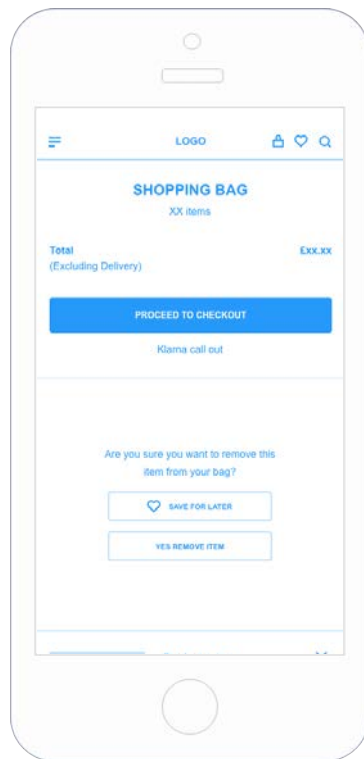 LOGO
SHOPPING BAG
XX items
Total £xx.xx
(Excluding Delivery)
PROCEED TO CHECKOUT
Klarna call out
Are you sure you want to remove this
item from your bag?
SAVE FOR LATER
YES REMOVE ITEM